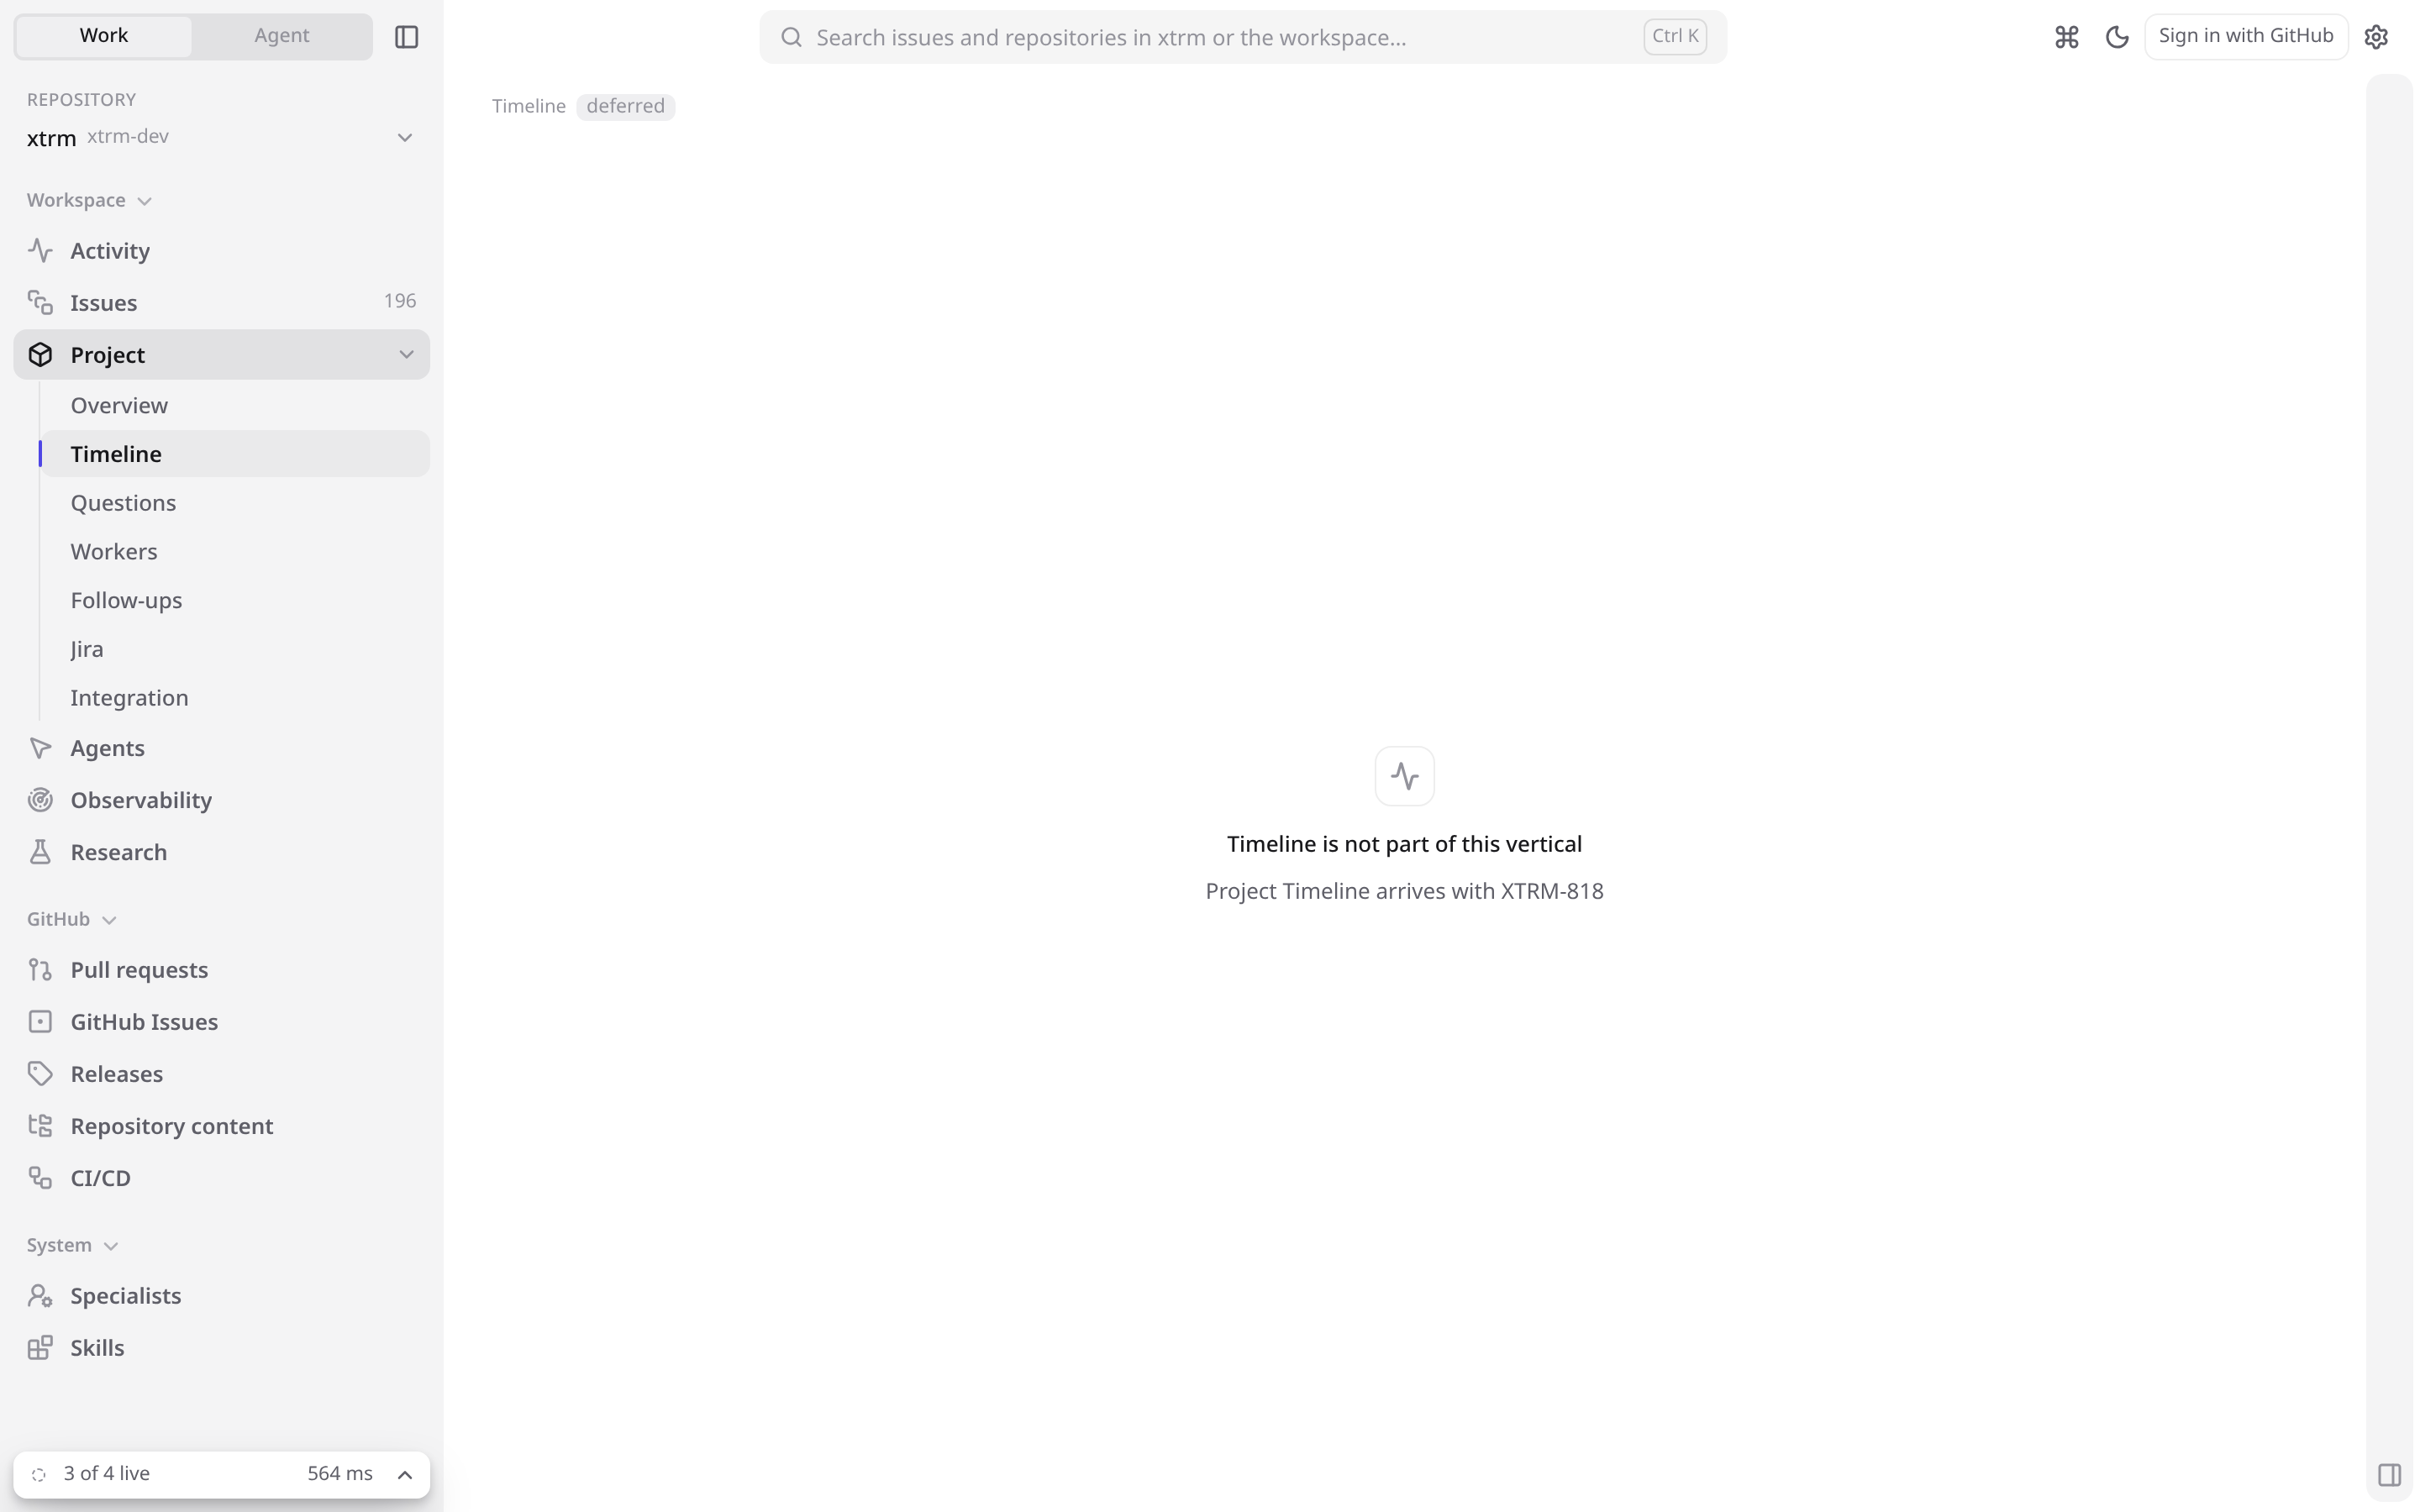 Work
Agent
Search issues and repositories in xtrm or the workspace...
Ctrl K
Sign in with GitHub
REPOSITORY
xtrm xtrm-dev
Timeline deferred
Workspace
Activity
Issues 196
Project
Overview
Timeline
Questions
Workers
Follow-ups
Jira
Integration
Agents
Observability
Research
GitHub
Pull requests
GitHub Issues
Releases
Repository content
CI/CD
System
Specialists
Skills
3 of 4 live 564 ms
Timeline is not part of this vertical
Project Timeline arrives with XTRM-818